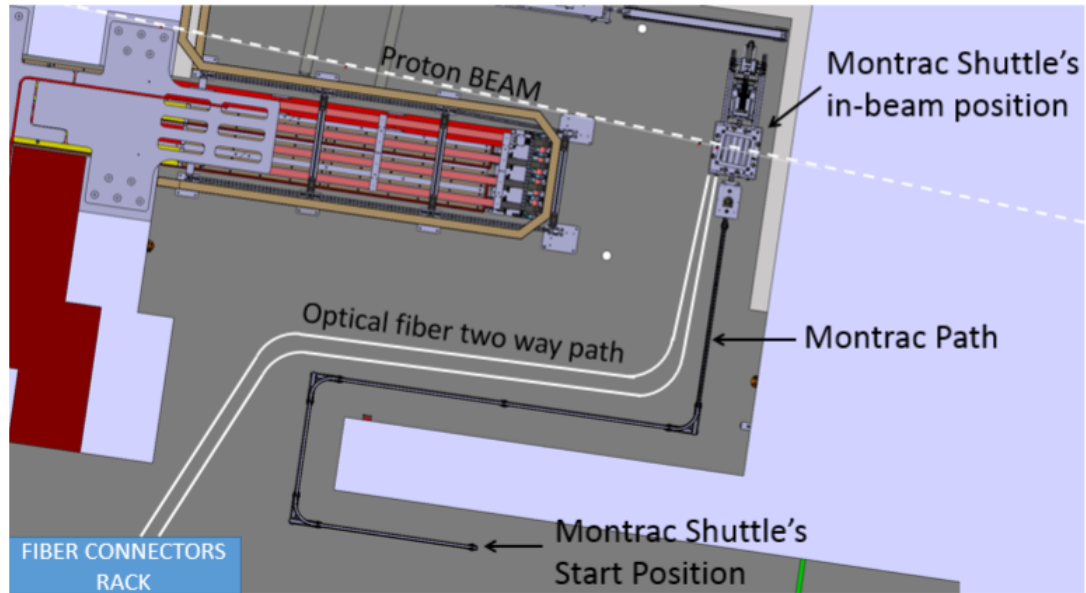 Proton BEAM
Montrac Shuttle's
in-beam position
Optical fiber two way path
Montrac Path
Montrac Shuttle's
Start Position
FIBER CONNECTORS
RACK